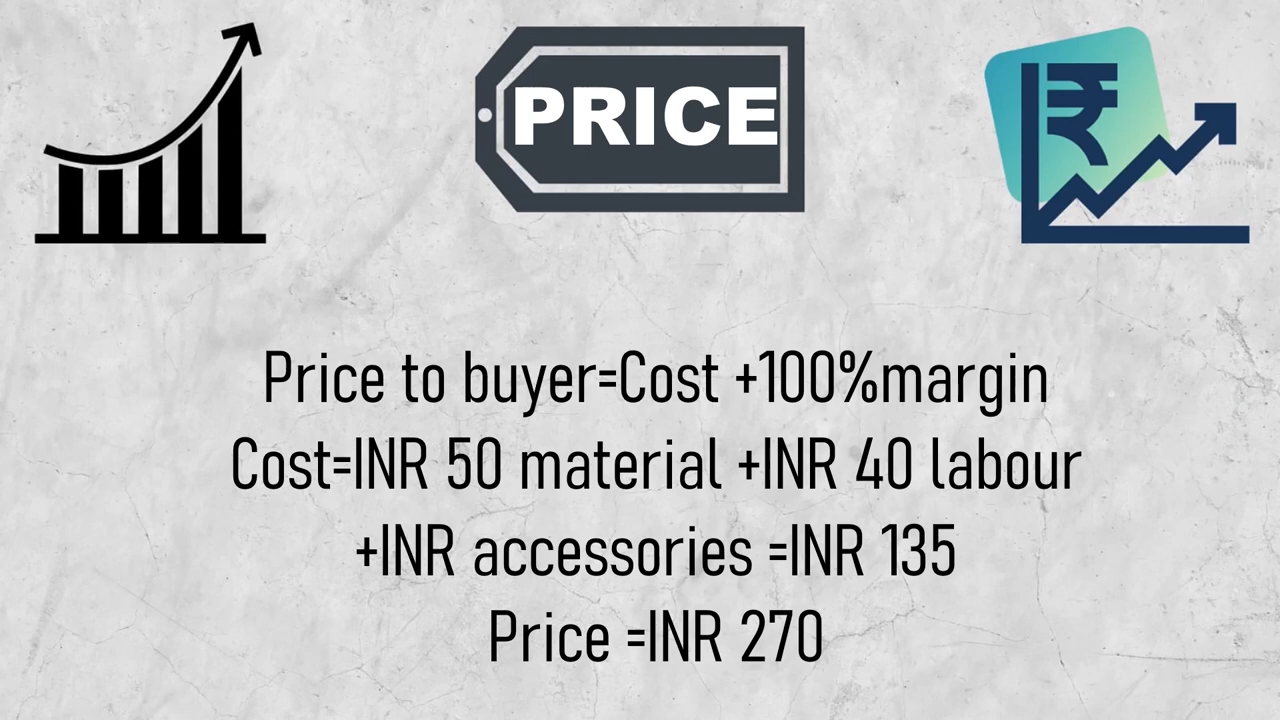 PRICE
₹
Price to buyer=Cost +100%margin
Cost=INR 50 material +INR 40 labour
+INR accessories =INR 135
Price =INR 270